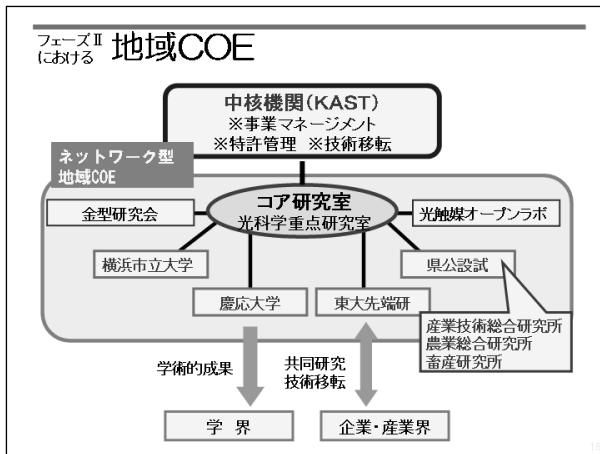 フェーズⅡ
における 地域COE
中核機関(KAST)
※事業マネージメント
※特許管理 ※技術移転
ネットワーク型
地域COE
コア研究室
光科学重点研究室
金型研究会
光触媒オープンラボ
横浜市立大学
県公設試
慶応大学
東大先端研
産業技術総合研究所
農業総合研究所
畜産研究所
学術的成果
共同研究
技術移転
学 界
企業・産業界